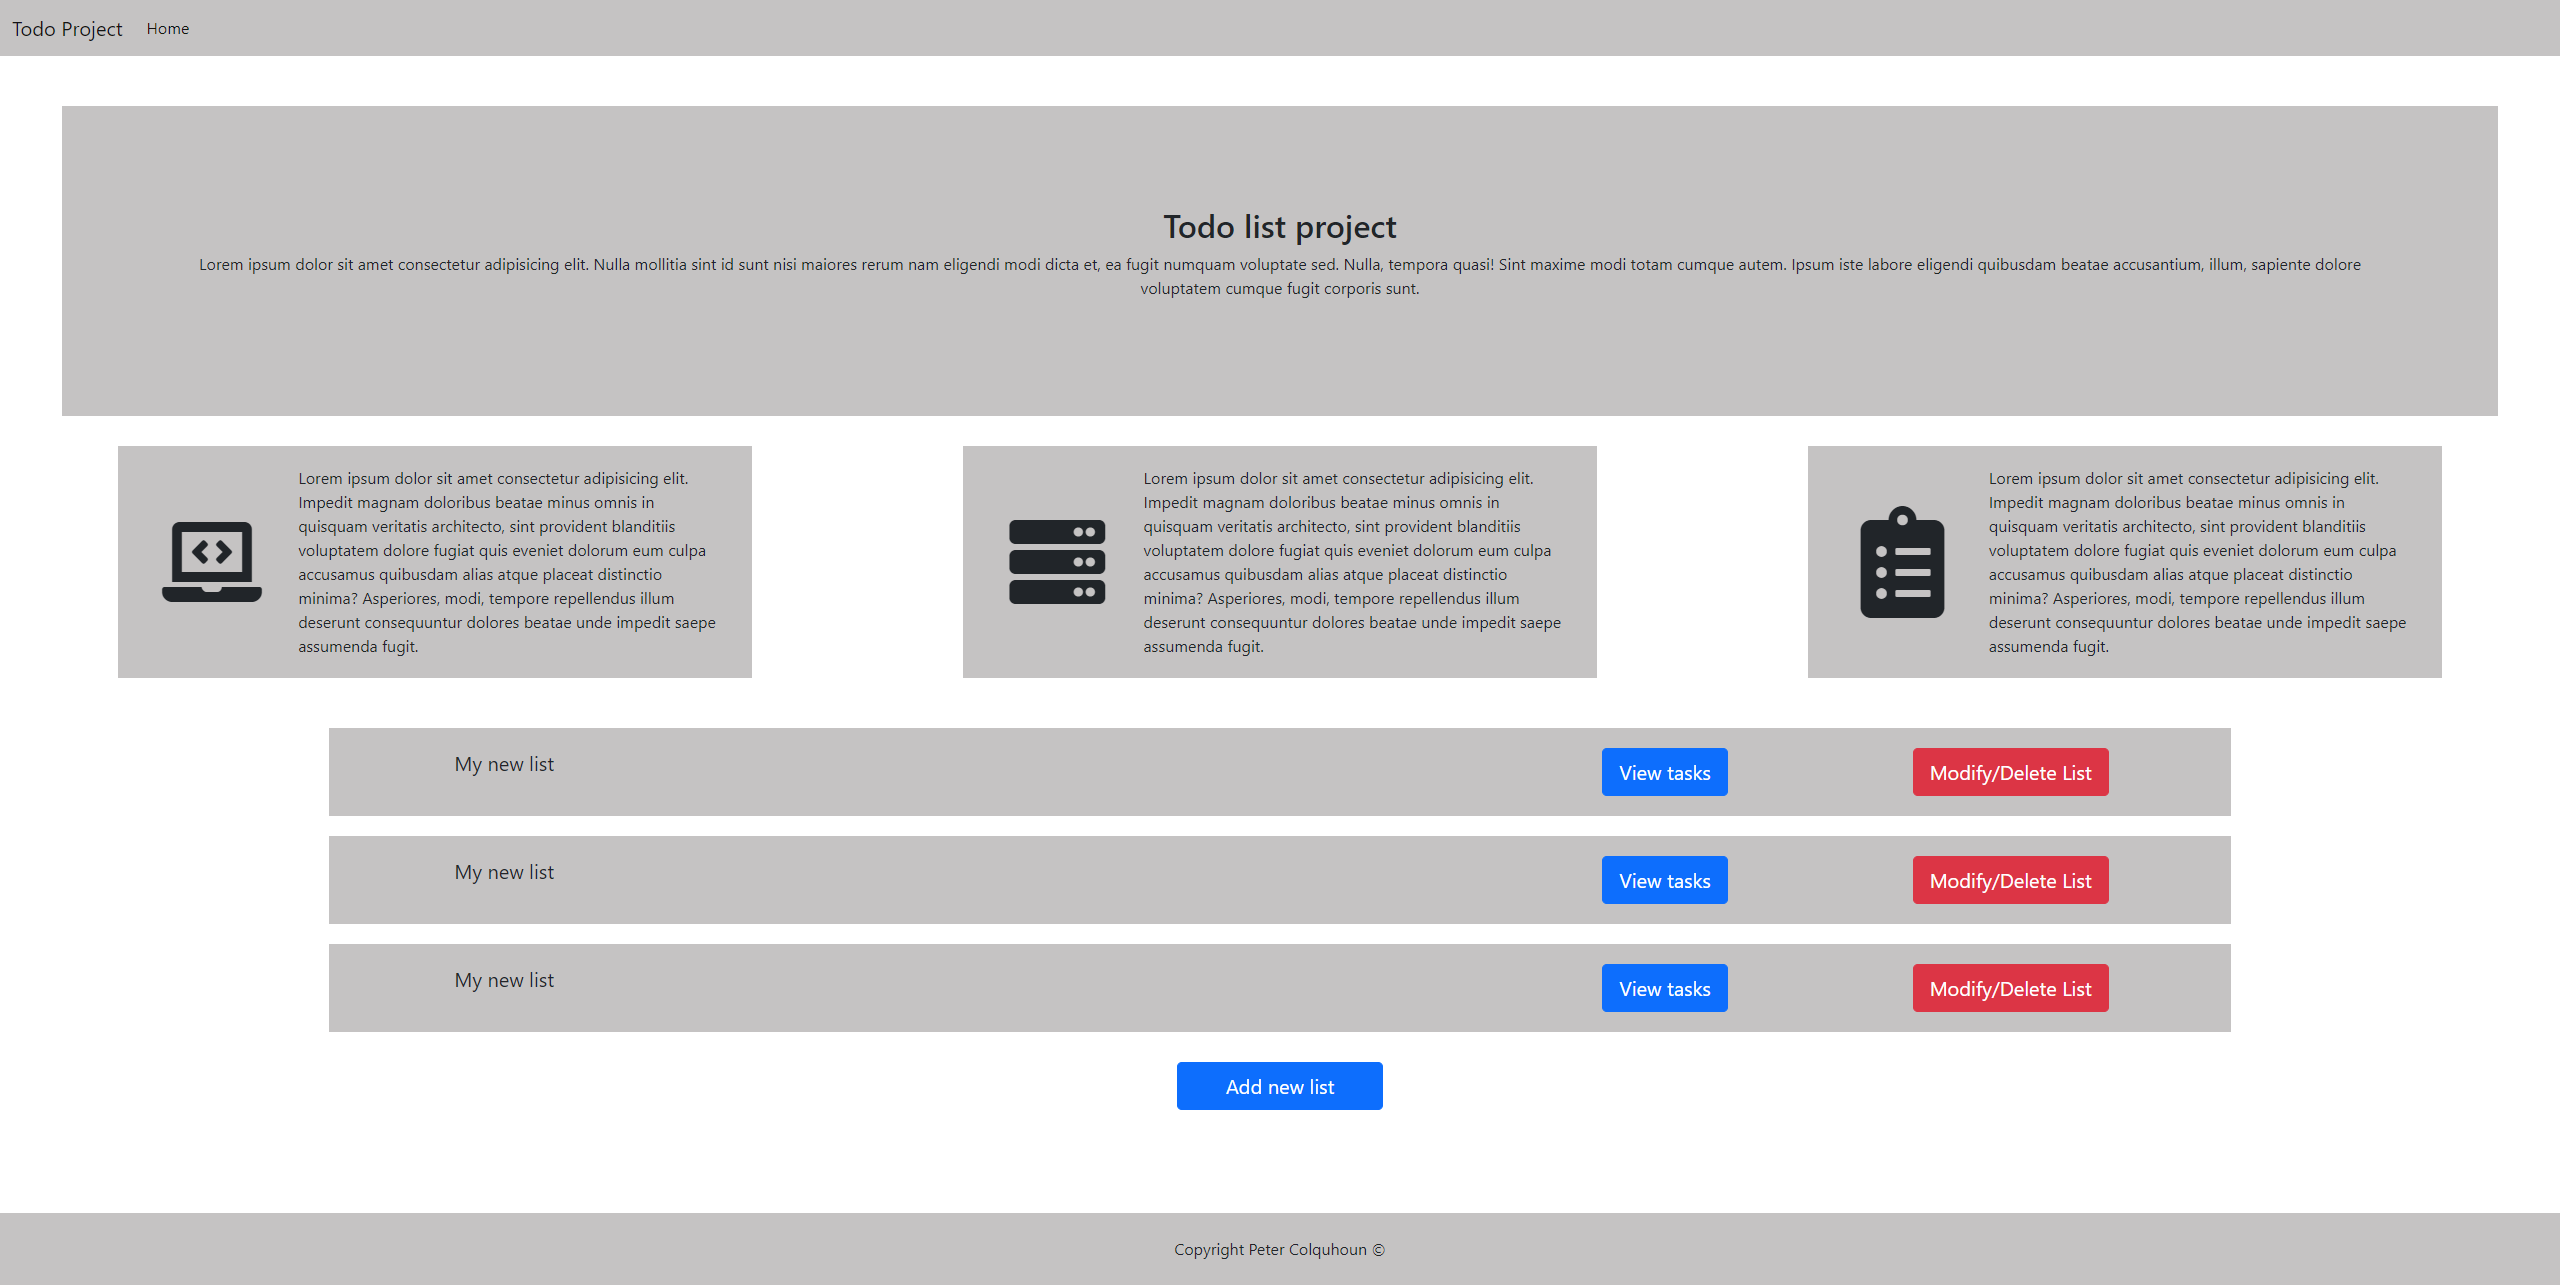 Todo Project
Home
Todo list project
Lorem ipsum dolor sit amet consectetur adipisicing elit. Nulla mollitia sint id sunt nisi maiores rerum nam eligendi modi dicta et, ea fugit numquam voluptate sed. Nulla, tempora quasi! Sint maxime modi totam cumque autem. Ipsum iste labore eligendi quibusdam beatae accusantium, illum, sapiente dolore
voluptatem cumque fugit corporis sunt.
Lorem ipsum dolor sit amet consectetur adipisicing elit.
Impedit magnam doloribus beatae minus omnis in
quisquam veritatis architecto, sint provident blanditiis
voluptatem dolore fugiat quis eveniet dolorum eum culpa
accusamus quibusdam alias atque placeat distinctio
minima? Asperiores, modi, tempore repellendus illum
deserunt consequuntur dolores beatae unde impedit saepe
assumenda fugit.
Lorem ipsum dolor sit amet consectetur adipisicing elit.
Impedit magnam doloribus beatae minus omnis in
quisquam veritatis architecto, sint provident blanditiis
voluptatem dolore fugiat quis eveniet dolorum eum culpa
accusamus quibusdam alias atque placeat distinctio
minima? Asperiores, modi, tempore repellendus illum
deserunt consequuntur dolores beatae unde impedit saepe
assumenda fugit.
Lorem ipsum dolor sit amet consectetur adipisicing elit.
Impedit magnam doloribus beatae minus omnis in
quisquam veritatis architecto, sint provident blanditiis
voluptatem dolore fugiat quis eveniet dolorum eum culpa
accusamus quibusdam alias atque placeat distinctio
minima? Asperiores, modi, tempore repellendus illum
deserunt consequuntur dolores beatae unde impedit saepe
assumenda fugit.
My new list
View tasks
Modify/Delete List
My new list
View tasks
Modify/Delete List
My new list
View tasks
Modify/Delete List
Add new list
Copyright Peter Colquhoun ©